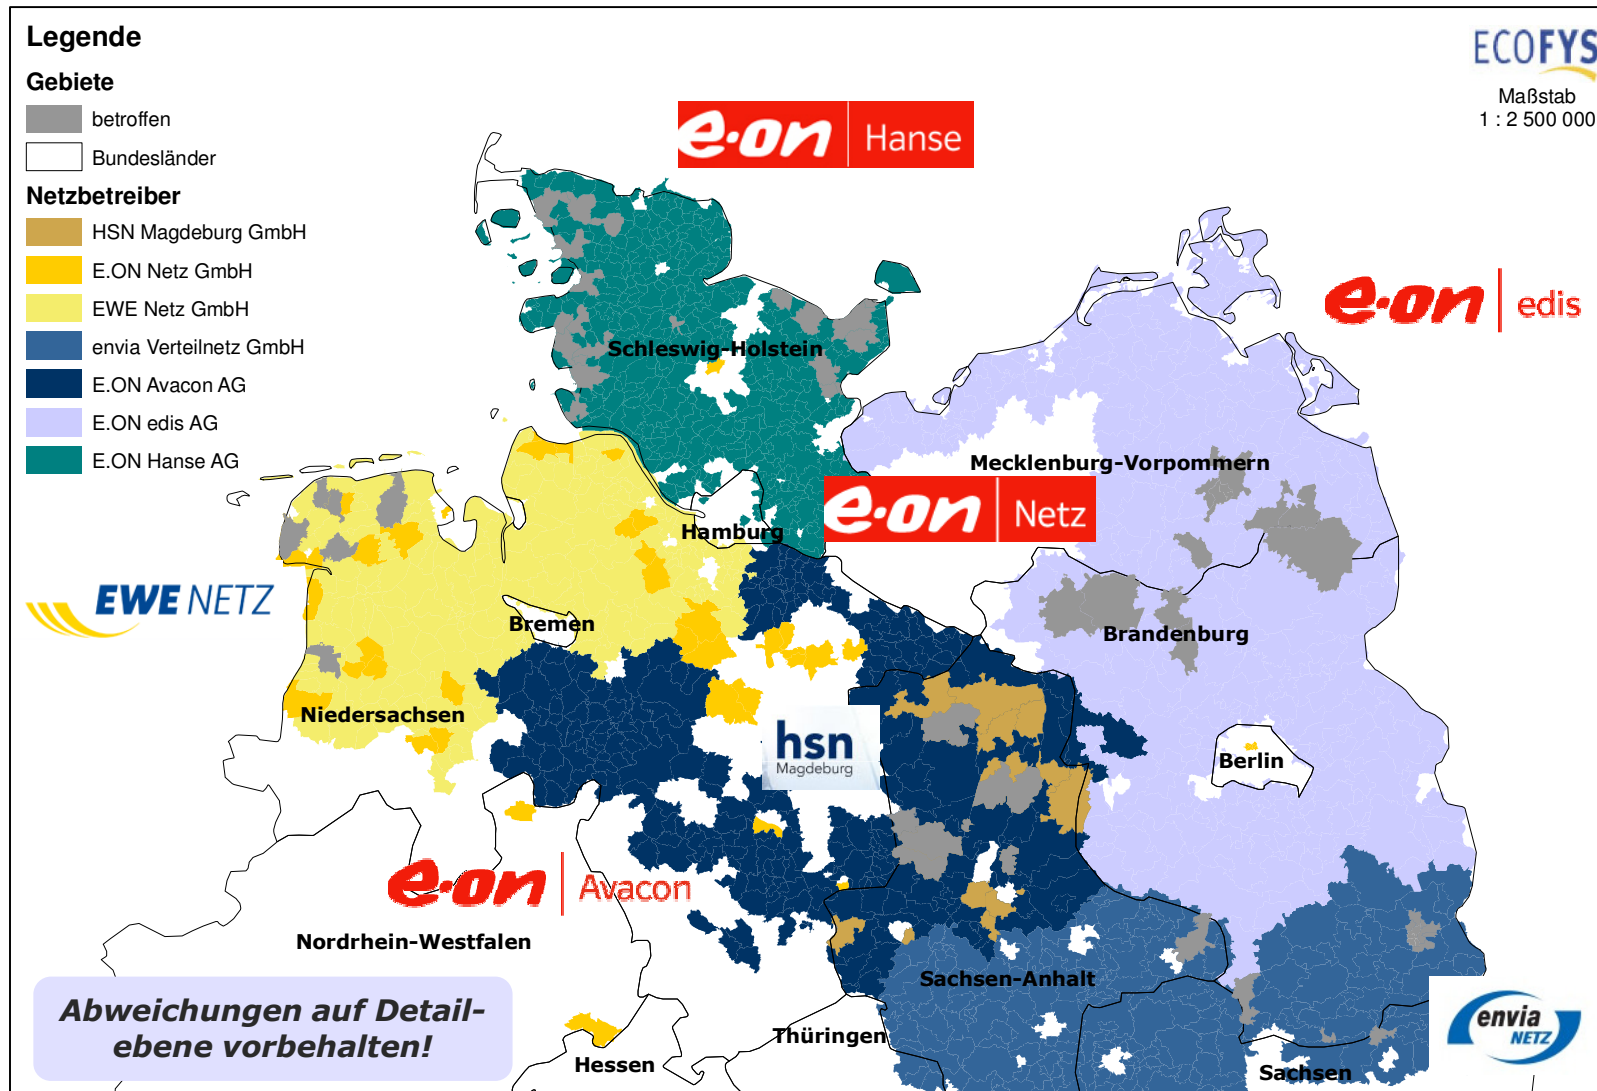 Legende
Gebiete
betroffen
Bundesländer
Netzbetreiber
HSN Magdeburg GmbH
E.ON Netz GmbH
EWE Netz GmbH
envia Verteilnetz GmbH
E.ON Avacon AG
E.ON edis AG
E.ON Hanse AG
ECOFYS
Maßstab
1 : 2 500 000
e·on | Hanse
e·on | edis
Schleswig-Holstein
Mecklenburg-Vorpommern
e·on | Netz
Hamburg
EWE NETZ
Bremen
Brandenburg
Niedersachsen
hsn
Magdeburg
Berlin
e·on | Avacon
Nordrhein-Westfalen
Sachsen-Anhalt
Abweichungen auf Detail-
ebene vorbehalten!
Thüringen
Hessen
Sachsen
envia
NETZ